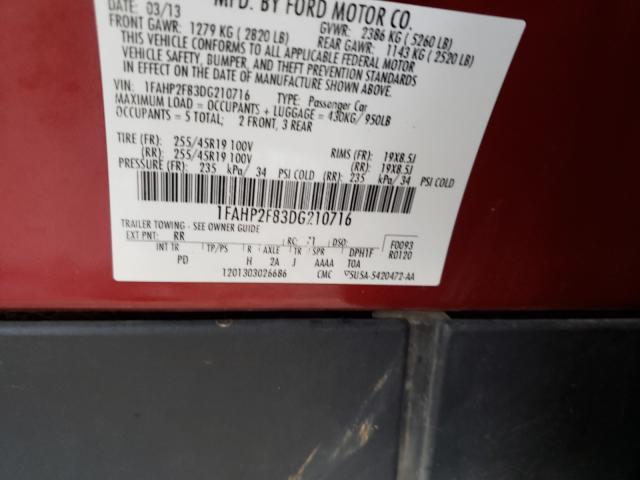 MFD. BY FORD MOTOR CO.
DATE: 03/13 GVWR: 2386 KG (5260 LB)
FRONT GAWR: 1279 KG (2820 LB) REAR GAWR: 1143 KG (2520 LB)
THIS VEHICLE CONFORMS TO ALL APPLICABLE FEDERAL MOTOR
VEHICLE SAFETY, BUMPER, AND THEFT PREVENTION STANDARDS
IN EFFECT ON THE DATE OF MANUFACTURE SHOWN ABOVE.
VIN: 1FAHP2F83DG210716 TYPE: Passenger Car
MAXIMUM LOAD = OCCUPANTS + LUGGAGE = 430KG/950LB
OCCUPANTS = 5 TOTAL; 2 FRONT, 3 REAR
TIRE (FR): 255/45R19 100V RIMS (FR): 19X8.5J
(RR): 255/45R19 100V (RR): 19X8.5J
PRESSURE (FR): 235 kPa/ 34 PSI COLD (RR): 235 kPa/ 34 PSI COLD
1FAHP2F83DG210716
TRAILER TOWING - SEE OWNER GUIDE
EXT PNT: RR RC: 71 DSO: F0093
INT TR TP/PS R AXLE TR SPR DPHTF R0120
PD H 2A J AAAA T0A
1201303026686 CMC 5U5A-5420472-AA